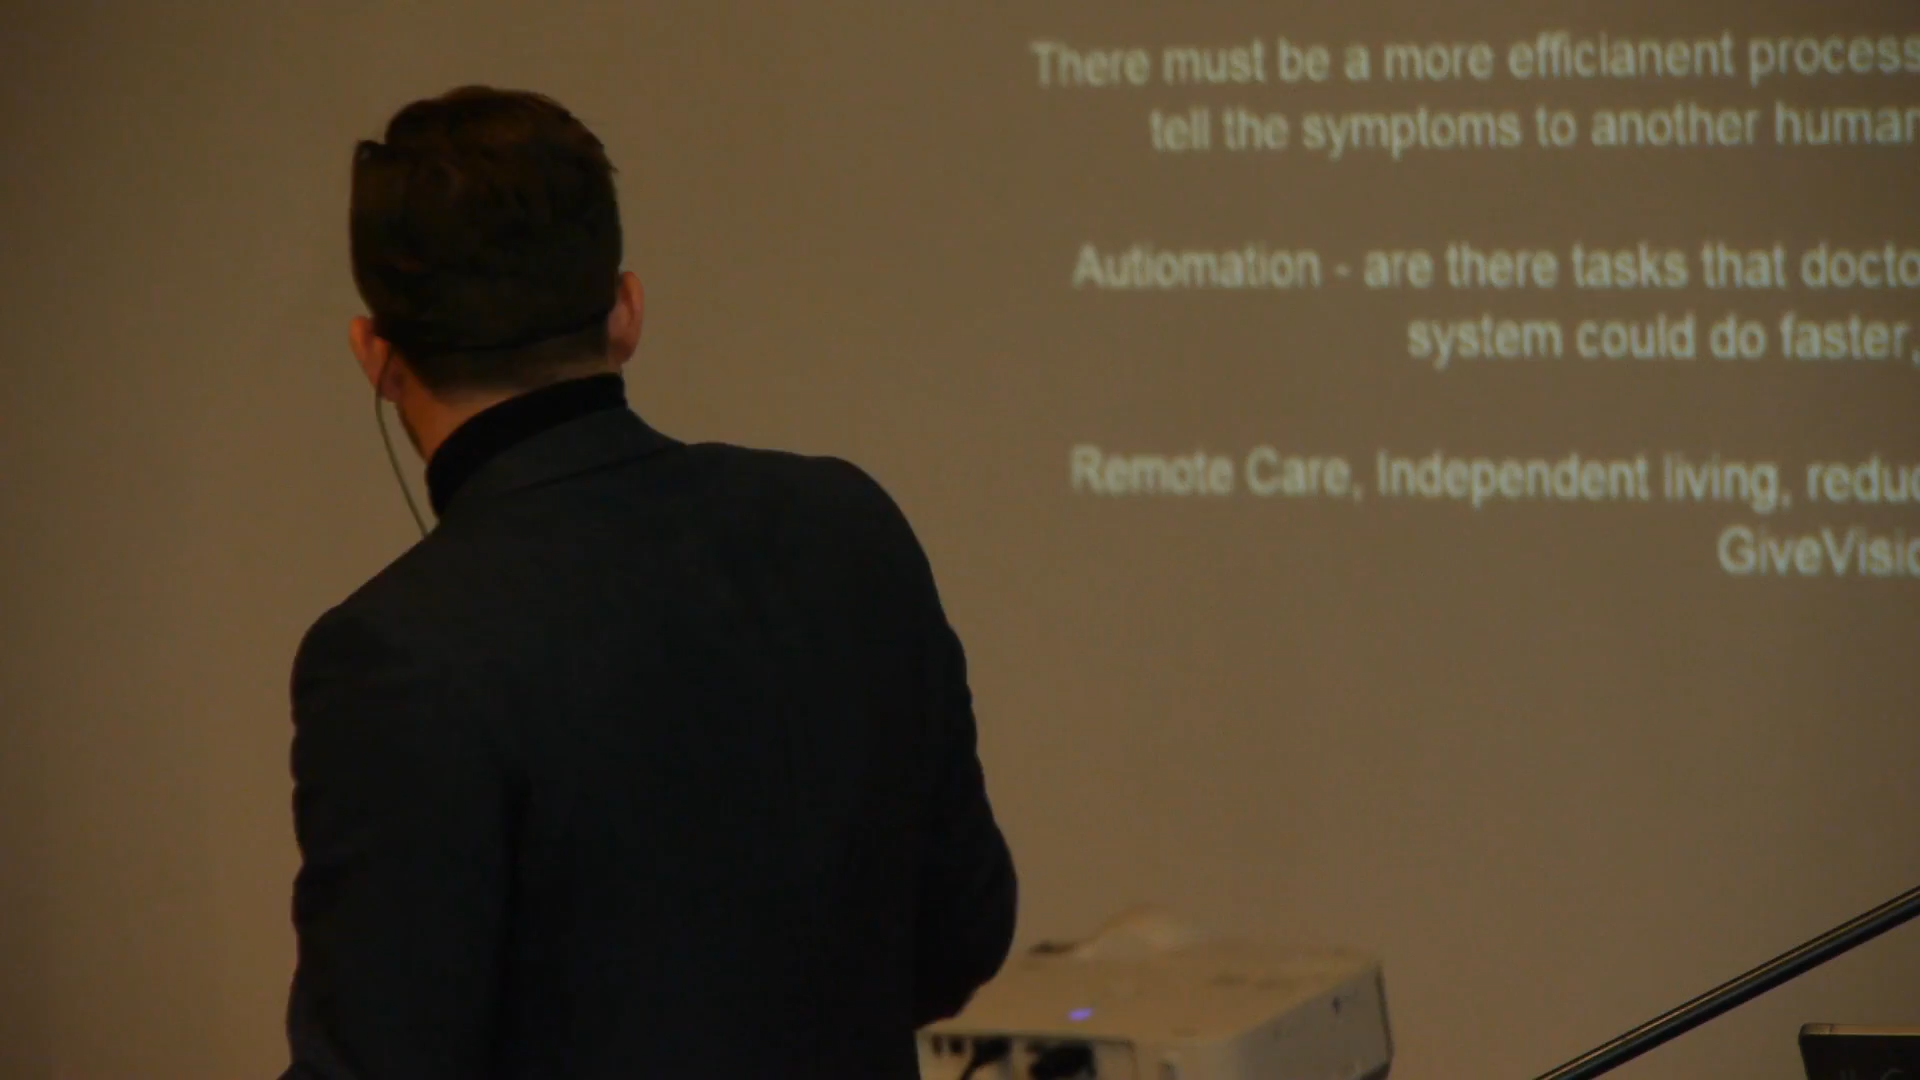 There must be a more efficianent process
tell the symptoms to another human
Autiomation - are there tasks that docto
system could do faster,
Remote Care, Independent living, reduc
GiveVisio